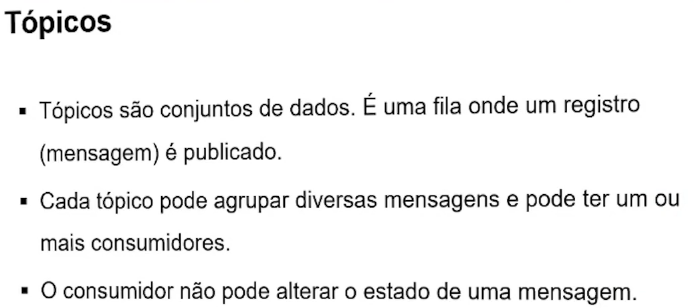 Tópicos
▪ Tópicos são conjuntos de dados. É uma fila onde um registro
(mensagem) é publicado.
▪ Cada tópico pode agrupar diversas mensagens e pode ter um ou
mais consumidores.
▪ O consumidor não pode alterar o estado de uma mensagem.